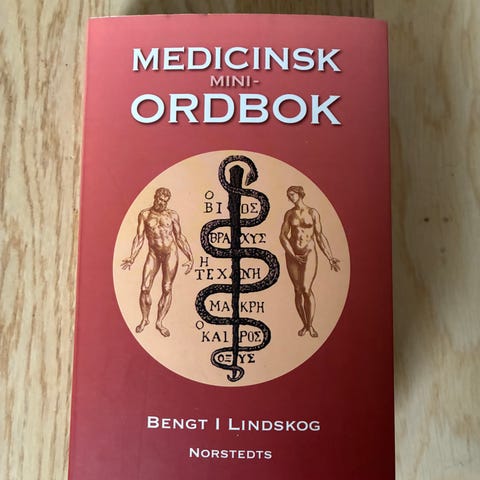 MEDICINSK
MINI-
ORDBOK
Ο
ΒΙΟΣ
ΒΡΑΧΥΣ
Η
ΤΕΧΝΗ
ΜΑΚΡΗ
Ο
ΚΑΙΡΟΣ
ΟΞΥΣ
BENGT I LINDSKOG
NORSTEDTS